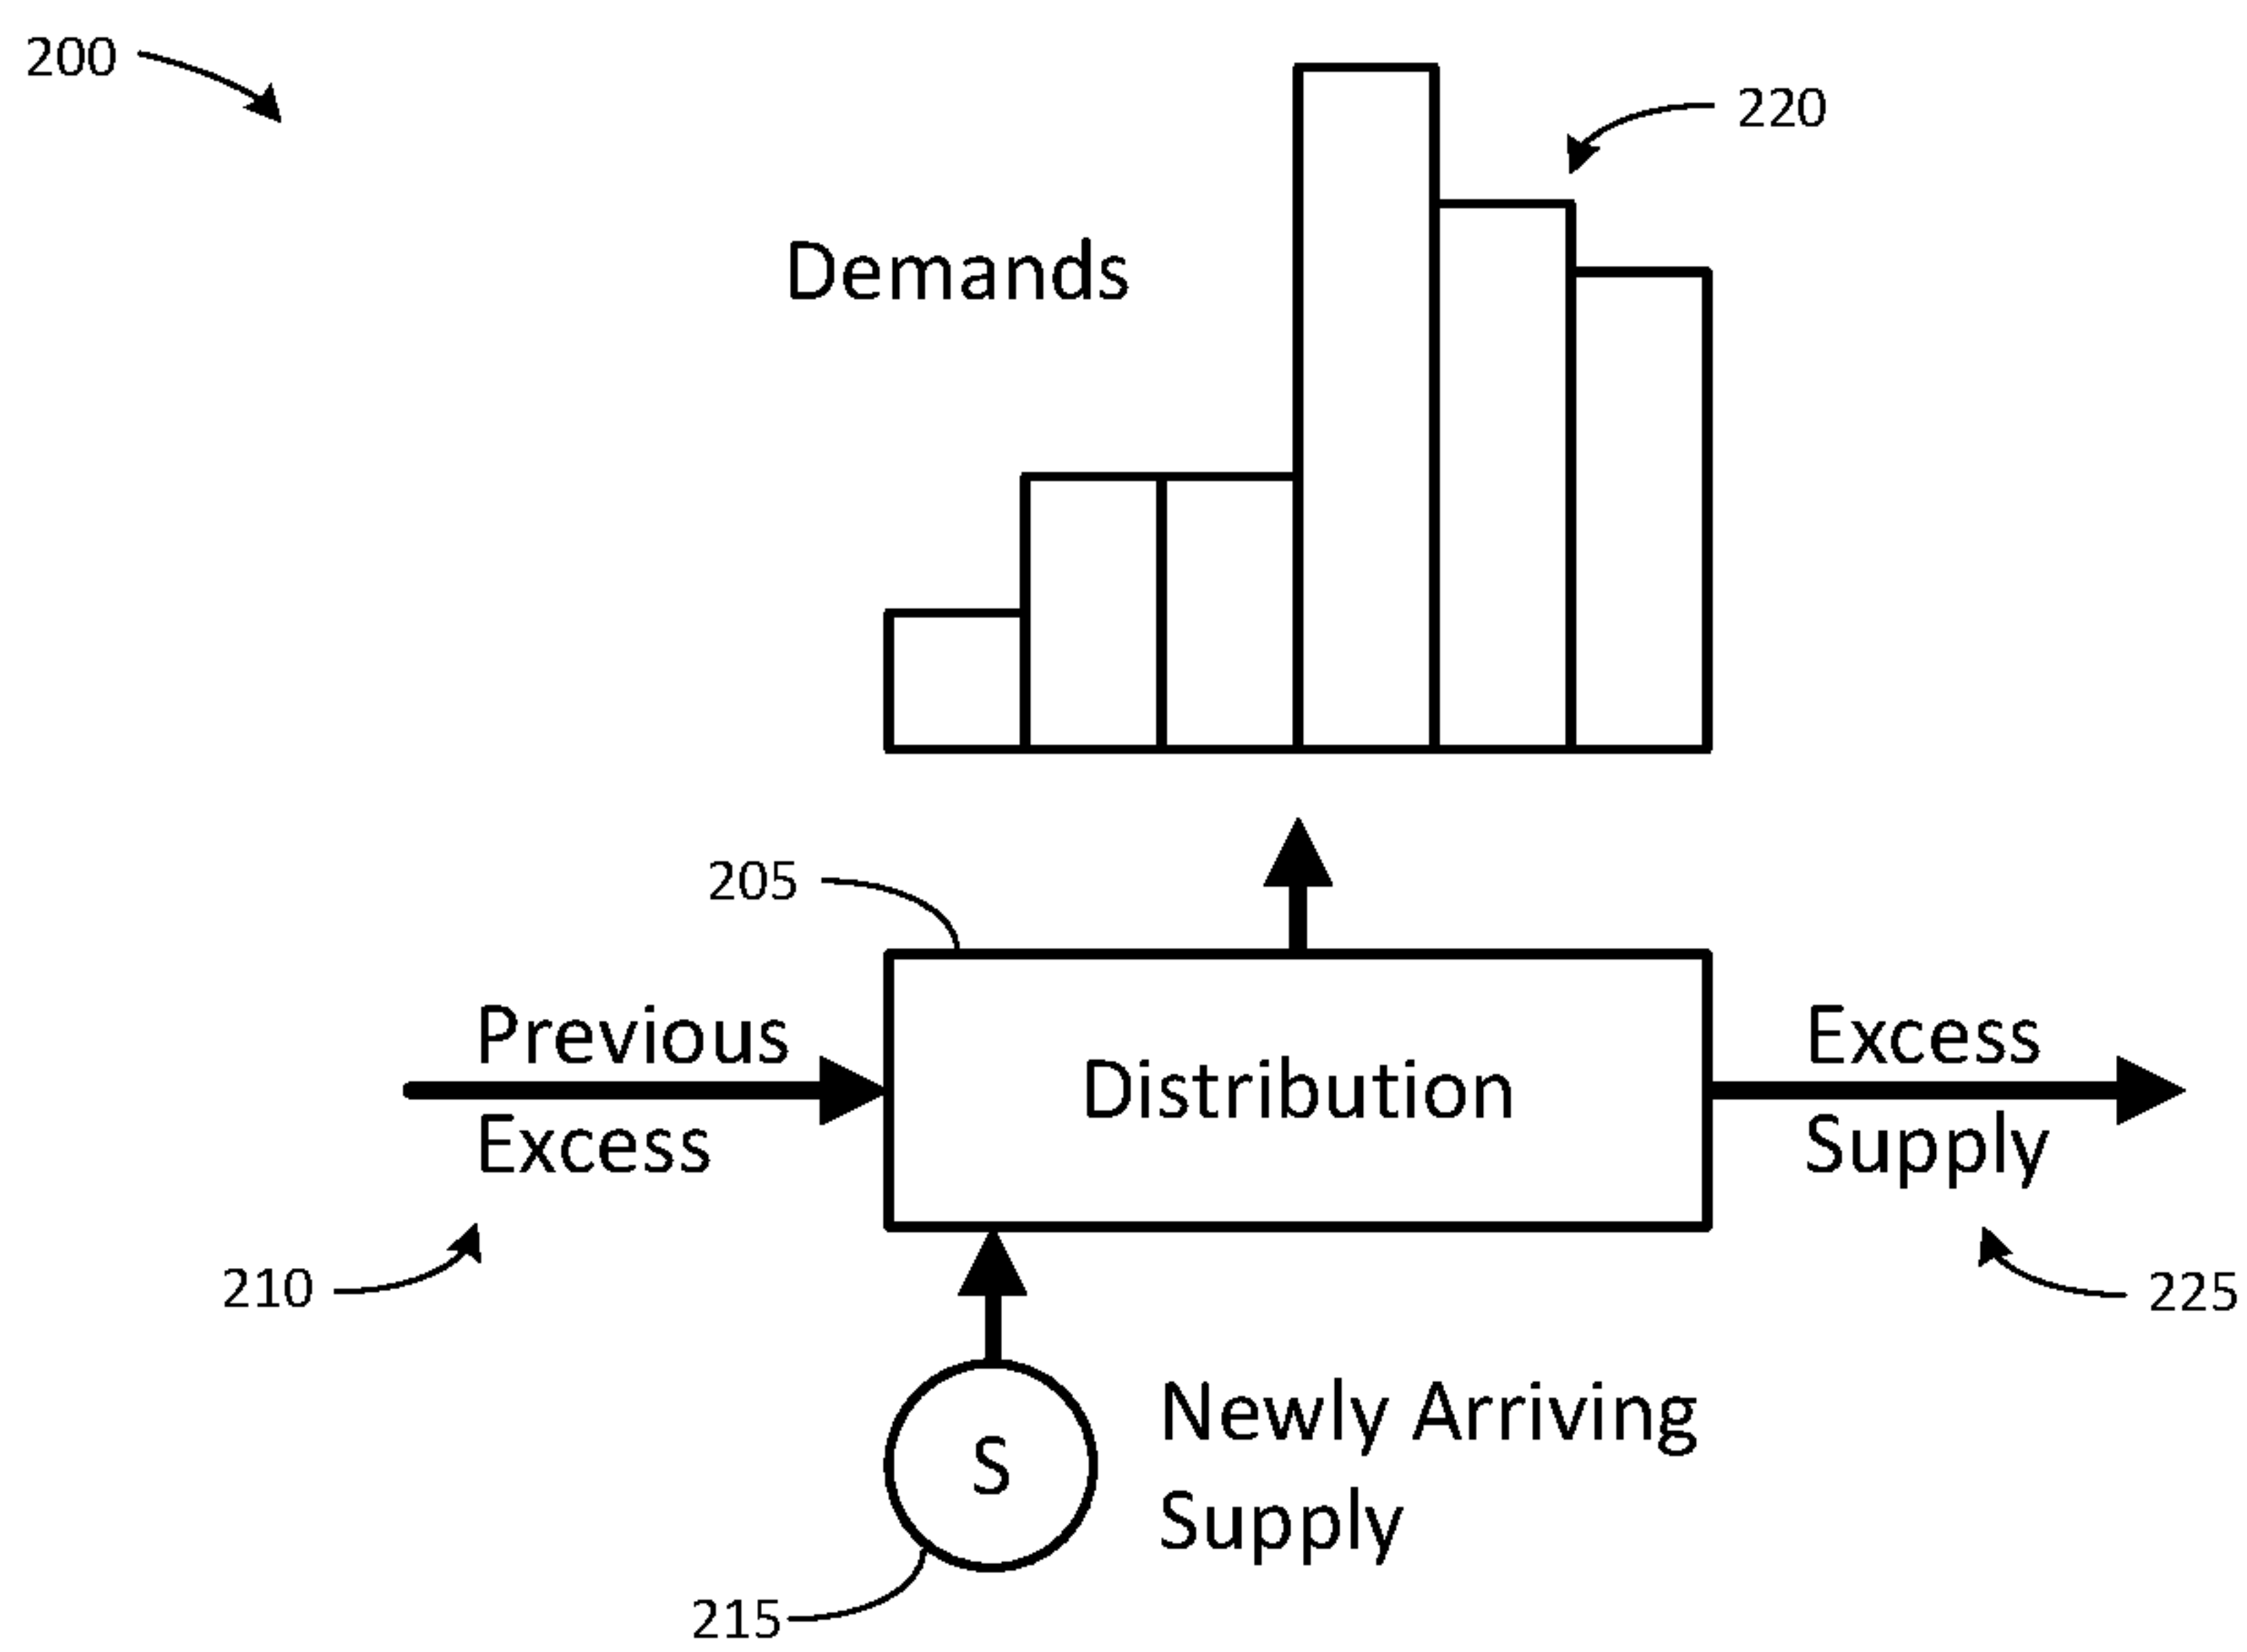 200
220
Demands
205
Previous
Excess
Distribution
Excess
Supply
210
225
S
Newly Arriving
Supply
215